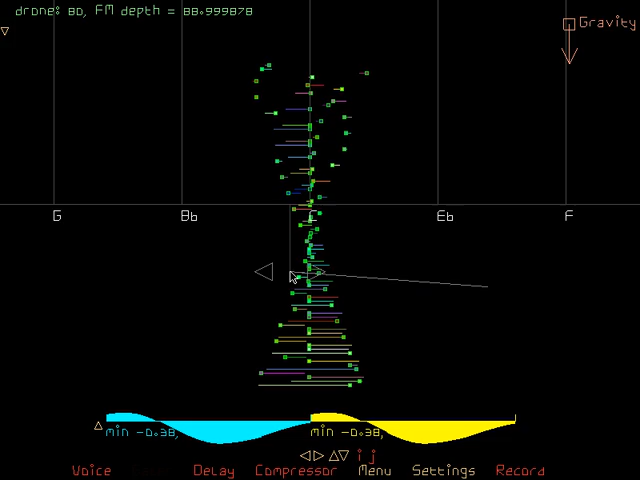 drone: 80, FM depth = 88.999878
Gravity
G Bb C Eb F
min -0.38, min -0.38,
i j
Voice Delay Compressor Menu Settings Record